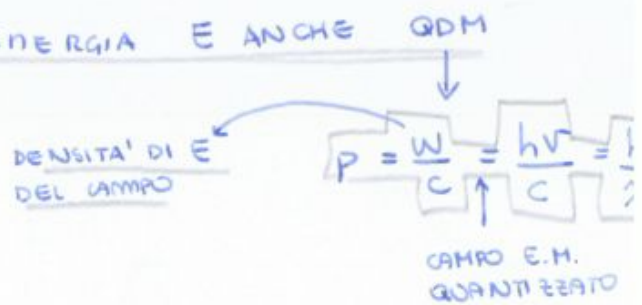 NERGIA E ANCHE QDM
DENSITA' DI E
DEL CAMPO
P = W/C = hν/C =
CAMPO E.M.
QUANTIZZATO